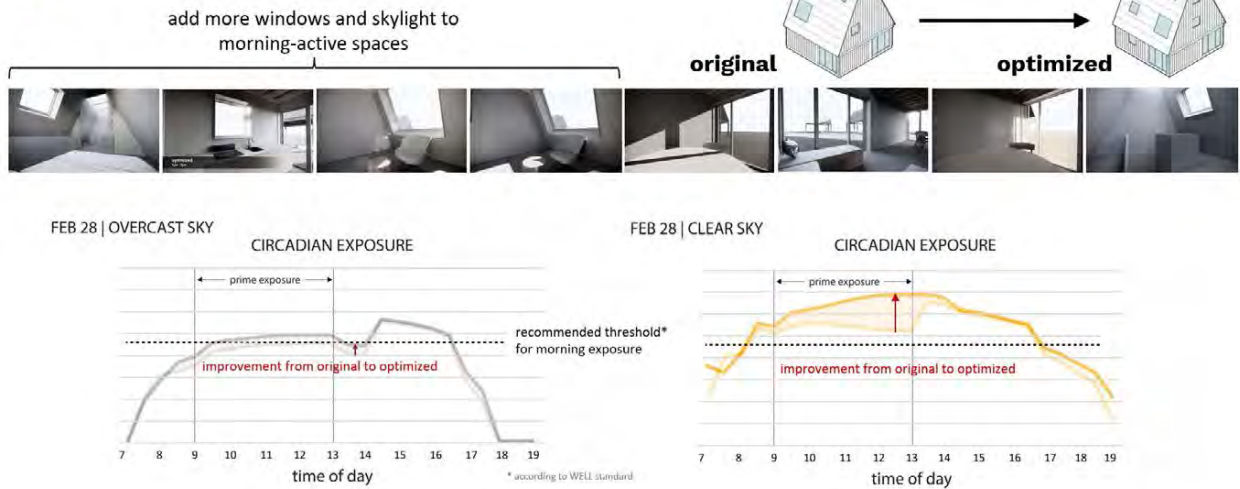 add more windows and skylight to
morning-active spaces
original
optimized
optimized
FEB 28 | OVERCAST SKY
CIRCADIAN EXPOSURE
prime exposure
recommended threshold*
for morning exposure
improvement from original to optimized
7 8 9 10 11 12 13 14 15 16 17 18 19
time of day
* according to WELL standard
FEB 28 | CLEAR SKY
CIRCADIAN EXPOSURE
prime exposure
improvement from original to optimized
7 8 9 10 11 12 13 14 15 16 17 18 19
time of day